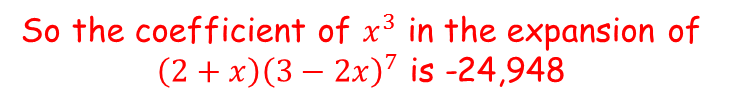 So the coefficient of x³ in the expansion of
(2 + x)(3 − 2x)⁷ is -24,948